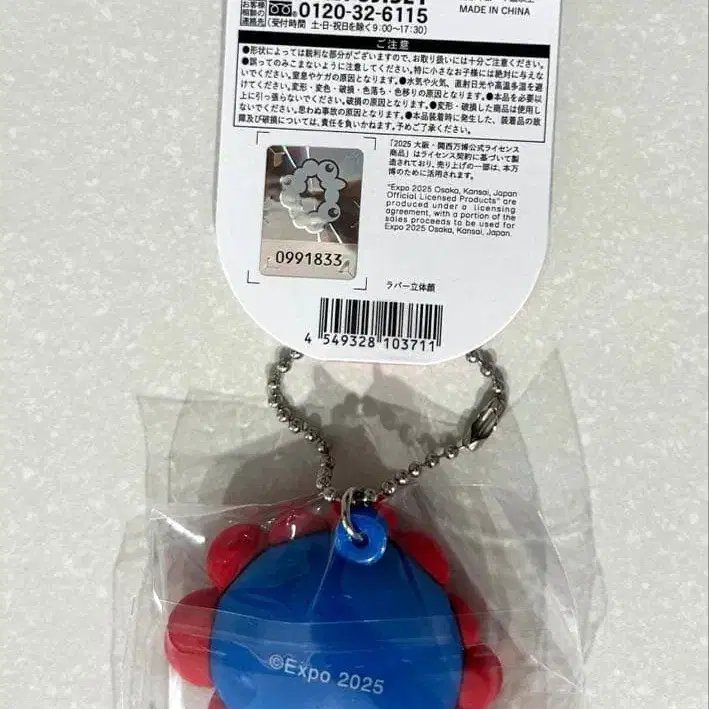 お客様
相談の
連絡先
0120-32-6115
(受付時間 土・日・祝日を除く9:00〜17:30)
MADE IN CHINA
ご注意
●形状によっては鋭利な部分がございますので、お取り扱いには十分ご注意ください。
●誤ってのみこまないように注意してください。特に小さなお子様には絶対に与えな
いでください。窒息やケガの原因となります。●水気や火気、直射日光や高温多湿を避
けてください。変形・変色・破損・色落ち・色移りの原因となります。●本品を必要以
上に引っ張らないでください。破損の原因となります。●変形・破損した商品は使用し
ないでください。思わぬ事故の原因となります。●本品装着時に発生した、装着品の故
障及び破損については、責任を負いかねます。予めご了承ください。
「2025 大阪・関西万博公式ライセンス
商品」はライセンス契約に基づいて製
造されており、売り上げの一部は、本万
博のために活用されます。
"Expo 2025 Osaka, Kansai, Japan
Official Licensed Products" are
produced under a licensing
agreement, with a portion of the
sales proceeds to be used for
Expo 2025 Osaka, Kansai, Japan.
0991833
ラバー立体顔
4 549328 103711
©Expo 2025